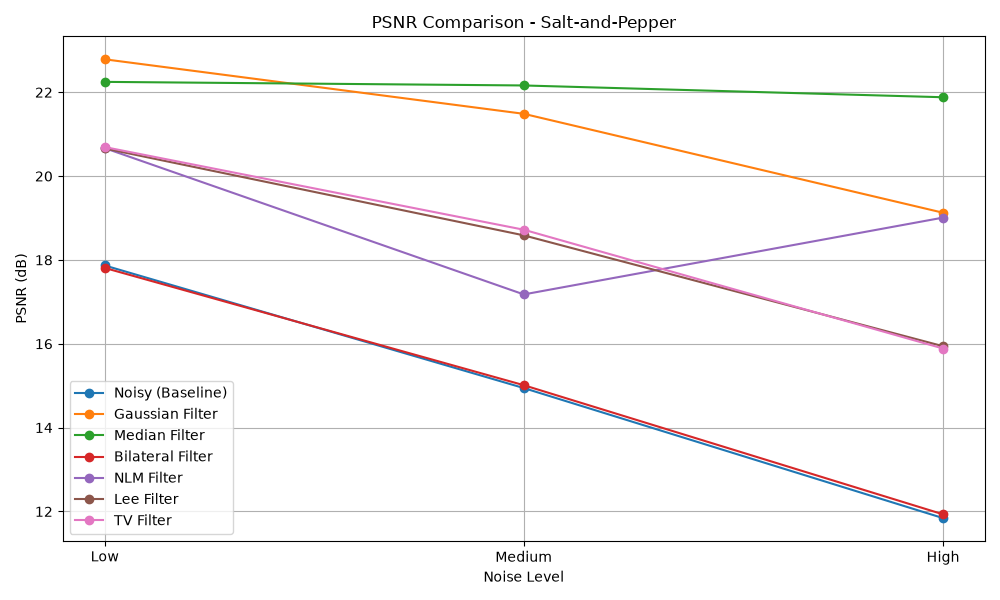 PSNR Comparison - Salt-and-Pepper
PSNR (dB)
22
20
18
16
14
12
Noisy (Baseline)
Gaussian Filter
Median Filter
Bilateral Filter
NLM Filter
Lee Filter
TV Filter
Low
Medium
High
Noise Level